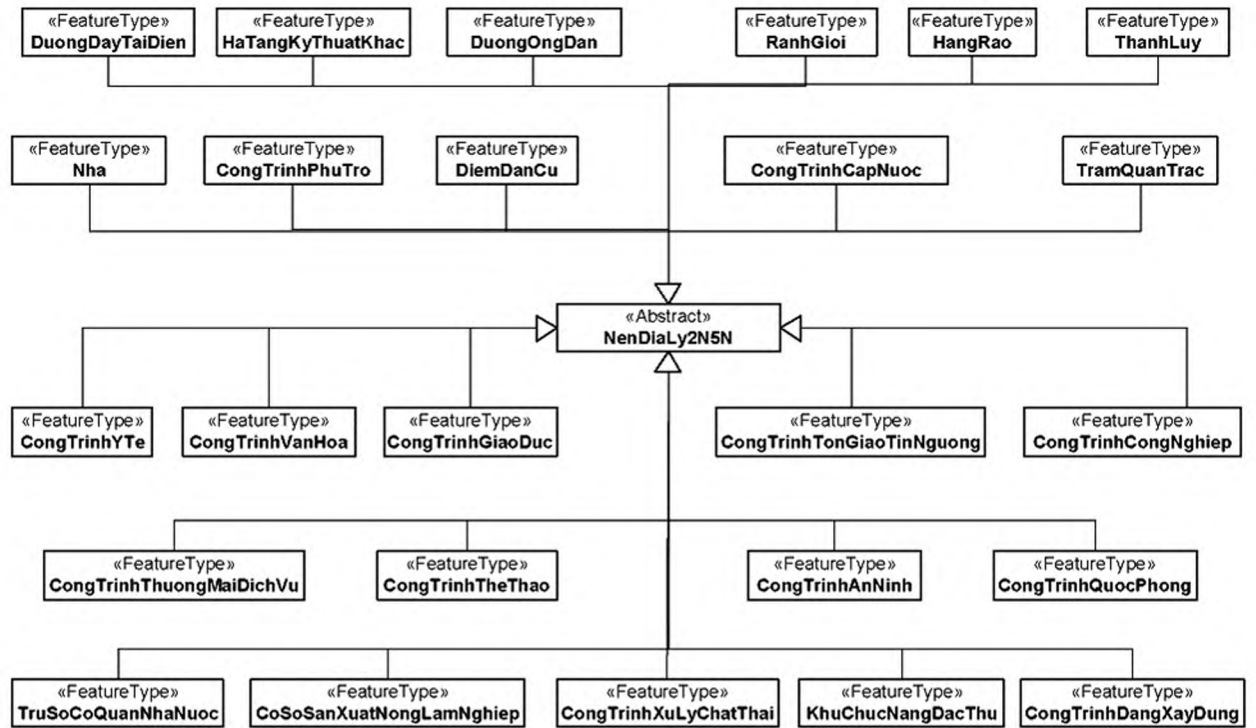 «FeatureType»
DuongDayTaiDien
«FeatureType»
HaTangKyThuatKhac
«FeatureType»
DuongOngDan
«FeatureType»
RanhGioi
«FeatureType»
HangRao
«FeatureType»
ThanhLuy
«FeatureType»
Nha
«FeatureType»
CongTrinhPhuTro
«FeatureType»
DiemDanCu
«FeatureType»
CongTrinhCapNuoc
«FeatureType»
TramQuanTrac
«Abstract»
NenDiaLy2N5N
«FeatureType»
CongTrinhYTe
«FeatureType»
CongTrinhVanHoa
«FeatureType»
CongTrinhGiaoDuc
«FeatureType»
CongTrinhTonGiaoTinNguong
«FeatureType»
CongTrinhCongNghiep
«FeatureType»
CongTrinhThuongMaiDichVu
«FeatureType»
CongTrinhTheThao
«FeatureType»
CongTrinhAnNinh
«FeatureType»
CongTrinhQuocPhong
«FeatureType»
TruSoCoQuanNhaNuoc
«FeatureType»
CoSoSanXuatNongLamNghiep
«FeatureType»
CongTrinhXuLyChatThai
«FeatureType»
KhuChucNangDacThu
«FeatureType»
CongTrinhDangXayDung